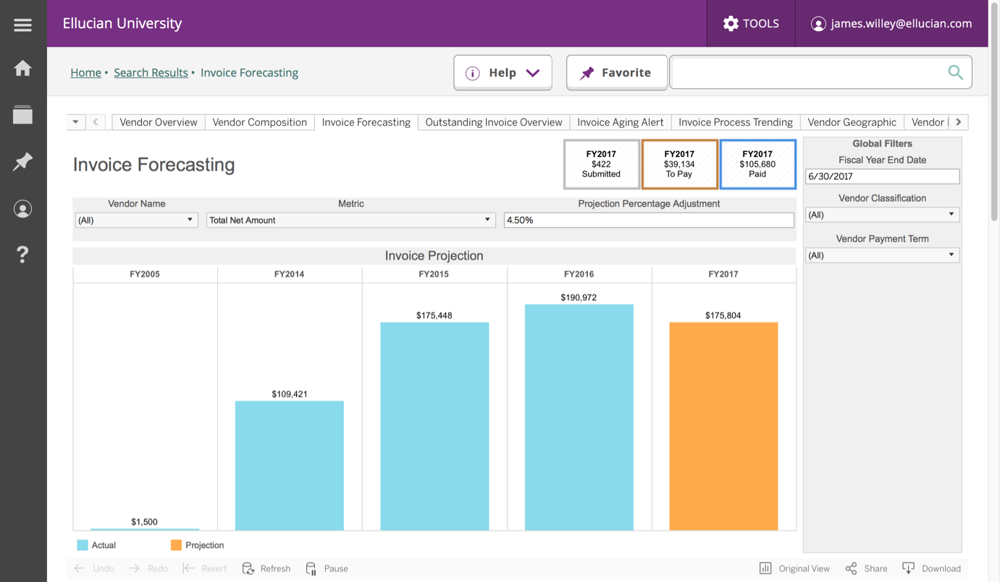 Ellucian University
TOOLS
james.willey@ellucian.com
Home • Search Results • Invoice Forecasting
Help
Favorite
Vendor Overview
Vendor Composition
Invoice Forecasting
Outstanding Invoice Overview
Invoice Aging Alert
Invoice Process Trending
Vendor Geographic
Vendor
Invoice Forecasting
FY2017
$422
Submitted
FY2017
$39,134
To Pay
FY2017
$105,680
Paid
Global Filters
Fiscal Year End Date
6/30/2017
Vendor Classification
(All)
Vendor Payment Term
(All)
Vendor Name
(All)
Metric
Total Net Amount
Projection Percentage Adjustment
4.50%
Invoice Projection
FY2005
FY2014
FY2015
FY2016
FY2017
$1,500
$109,421
$175,448
$190,972
$175,804
Actual
Projection
Undo
Redo
Revert
Refresh
Pause
Original View
Share
Download